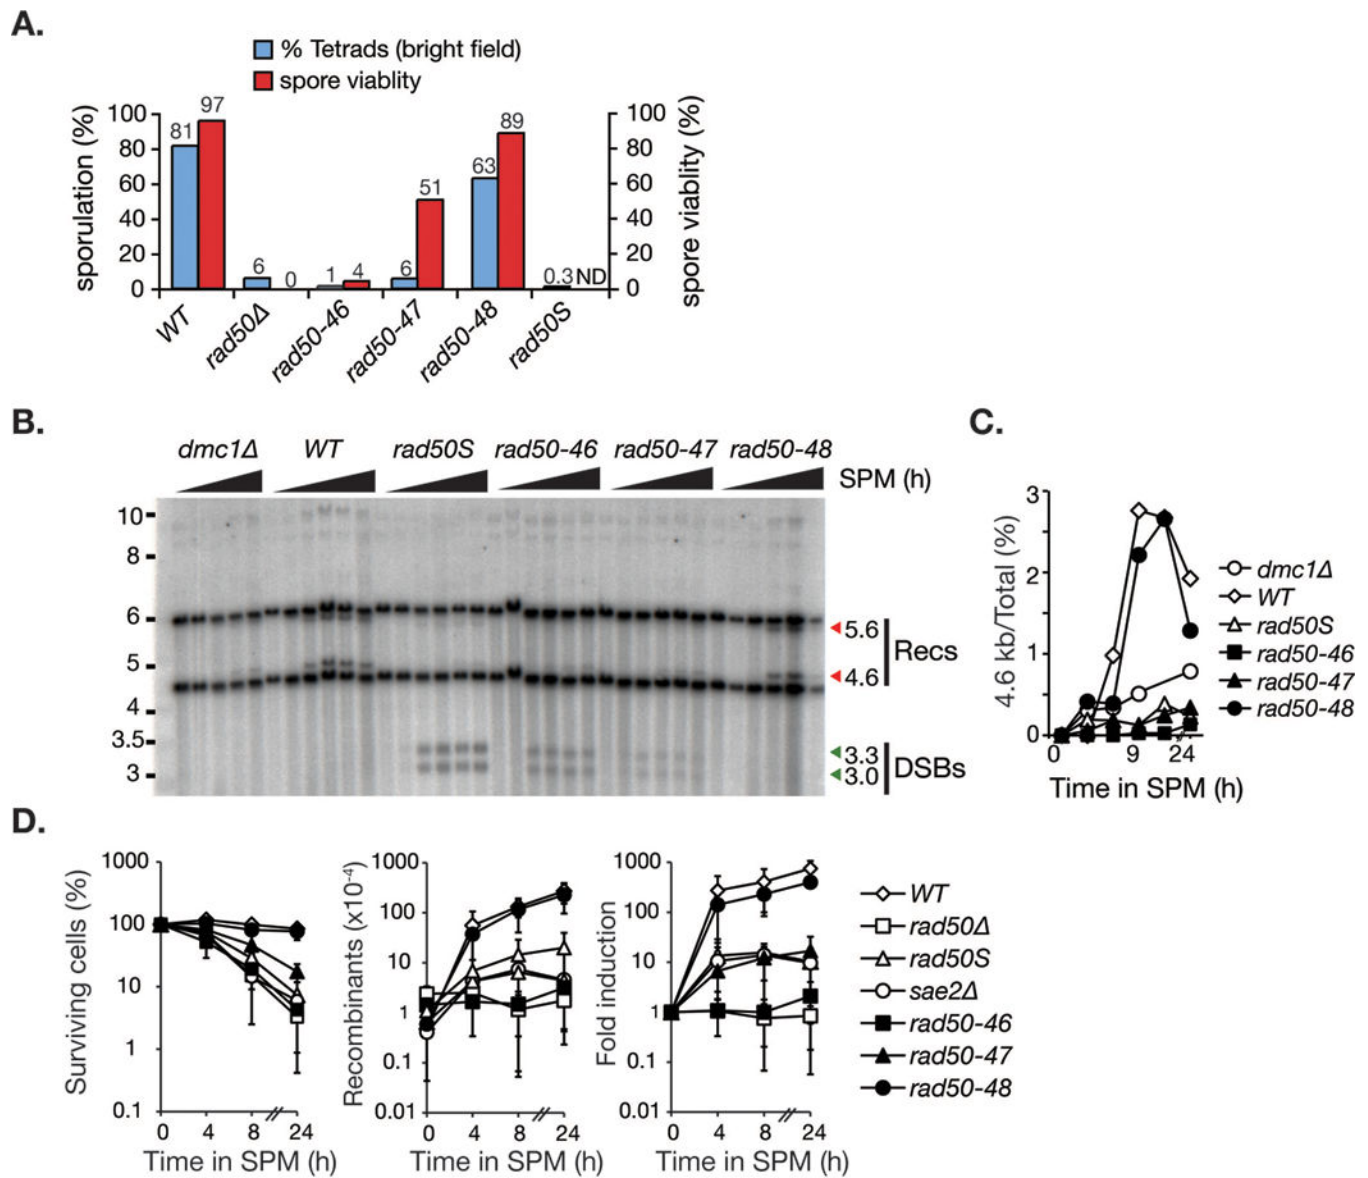 A.
% Tetrads (bright field)
spore viablity
sporulation (%)
100
80
60
40
20
0
81
97
6
0
1
4
6
51
63
89
0.3
ND
100
80
60
40
20
0
spore viablity (%)
WT
rad50Δ
rad50-46
rad50-47
rad50-48
rad50S
B.
dmc1Δ WT rad50S rad50-46 rad50-47 rad50-48
SPM (h)
10
8
6
5
4
3.5
3
5.6
4.6
Recs
3.3
3.0
DSBs
C.
4.6 kb/Total (%)
3
2
1
0
0 9 24
Time in SPM (h)
dmc1Δ
WT
rad50S
rad50-46
rad50-47
rad50-48
D.
Surviving cells (%)
1000
100
10
1
0.1
0 4 8 24
Time in SPM (h)
Recombinants (x10⁻⁴)
1000
100
10
1
0.1
0.01
0 4 8 24
Time in SPM (h)
Fold induction
1000
100
10
1
0.1
0.01
0 4 8 24
Time in SPM (h)
WT
rad50Δ
rad50S
sae2Δ
rad50-46
rad50-47
rad50-48